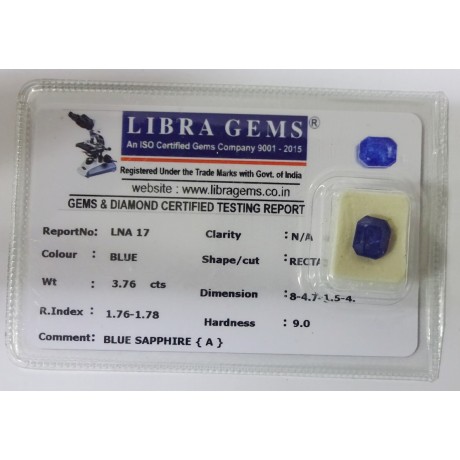 LIBRA GEMS®
An ISO Certified Gems Company 9001 - 2015
Registered Under the Trade Marks with Govt. of India
website : www.libragems.co.in
GEMS & DIAMOND CERTIFIED TESTING REPORT
ReportNo: LNA 17 Clarity : N/A
Colour : BLUE Shape/cut : RECTA
Wt : 3.76 cts Dimension :
R.Index : 1.76-1.78 Hardness : 9.0
Comment: BLUE SAPPHIRE { A }